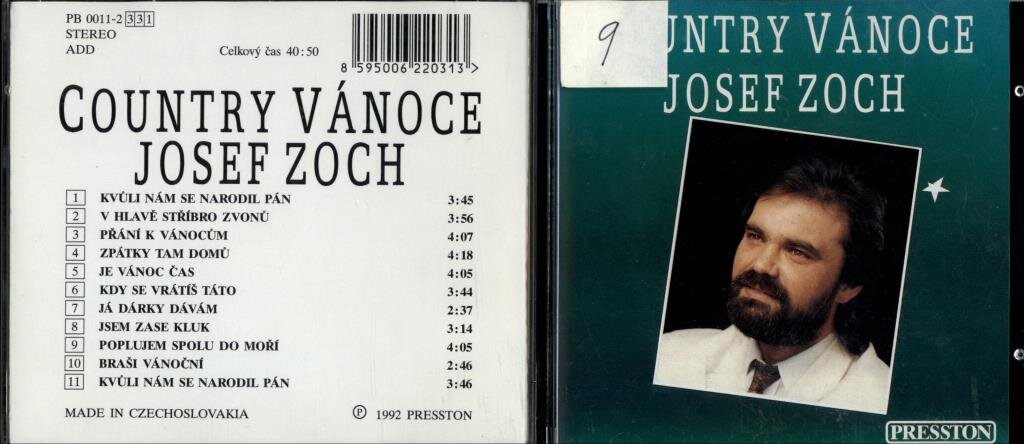 PB 0011-2 331
STEREO
ADD
Celkový čas 40:50
8 595006 220313 >
COUNTRY VÁNOCE
JOSEF ZOCH
1 KVŮLI NÁM SE NARODIL PÁN 3:45
2 V HLAVĚ STŘÍBRO ZVONŮ 3:56
3 PŘÁNÍ K VÁNOCŮM 4:07
4 ZPÁTKY TAM DOMŮ 4:18
5 JE VÁNOC ČAS 4:05
6 KDY SE VRÁTÍŠ TÁTO 3:44
7 JÁ DÁRKY DÁVÁM 2:37
8 JSEM ZASE KLUK 3:14
9 POPLUJEM SPOLU DO MOŘÍ 4:05
10 BRAŠI VÁNOČNÍ 2:46
11 KVŮLI NÁM SE NARODIL PÁN 3:46
MADE IN CZECHOSLOVAKIA
Ⓟ 1992 PRESSTON
9
UNTRY VÁNOCE
JOSEF ZOCH
PRESSTON